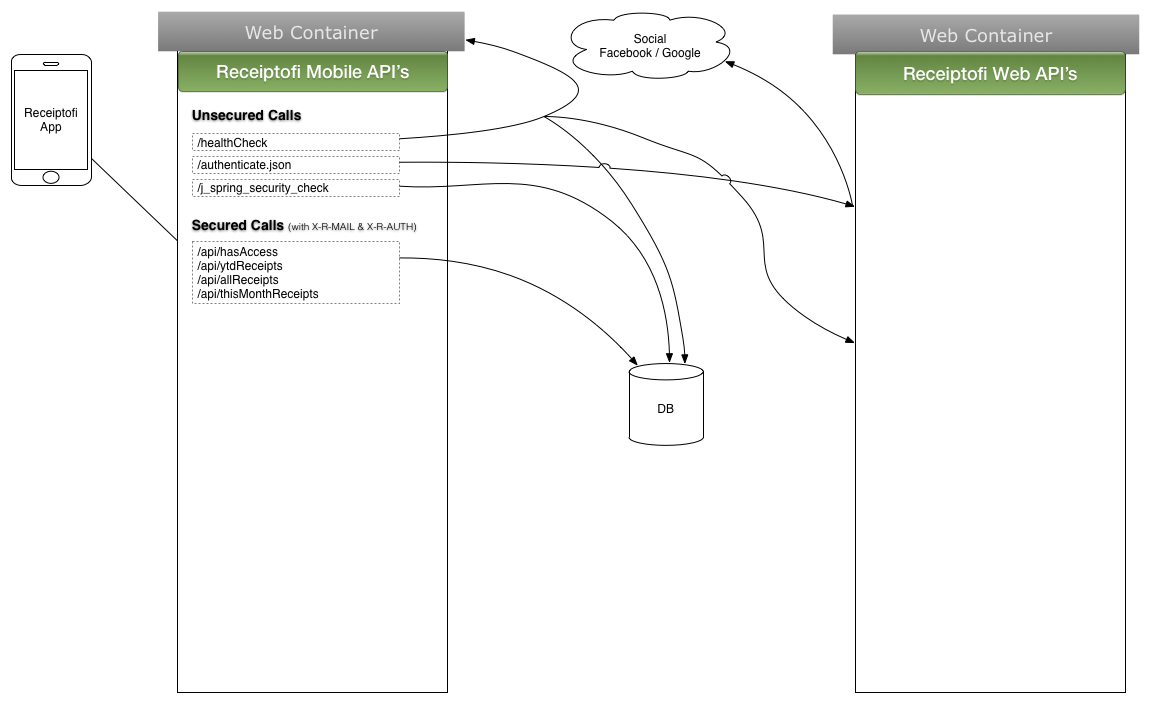 Web Container
Receiptofi Mobile API's
Receiptofi
App
Unsecured Calls
/healthCheck
/authenticate.json
/j_spring_security_check
Secured Calls (with X-R-MAIL & X-R-AUTH)
/api/hasAccess
/api/ytdReceipts
/api/allReceipts
/api/thisMonthReceipts
Social
Facebook / Google
DB
Web Container
Receiptofi Web API's